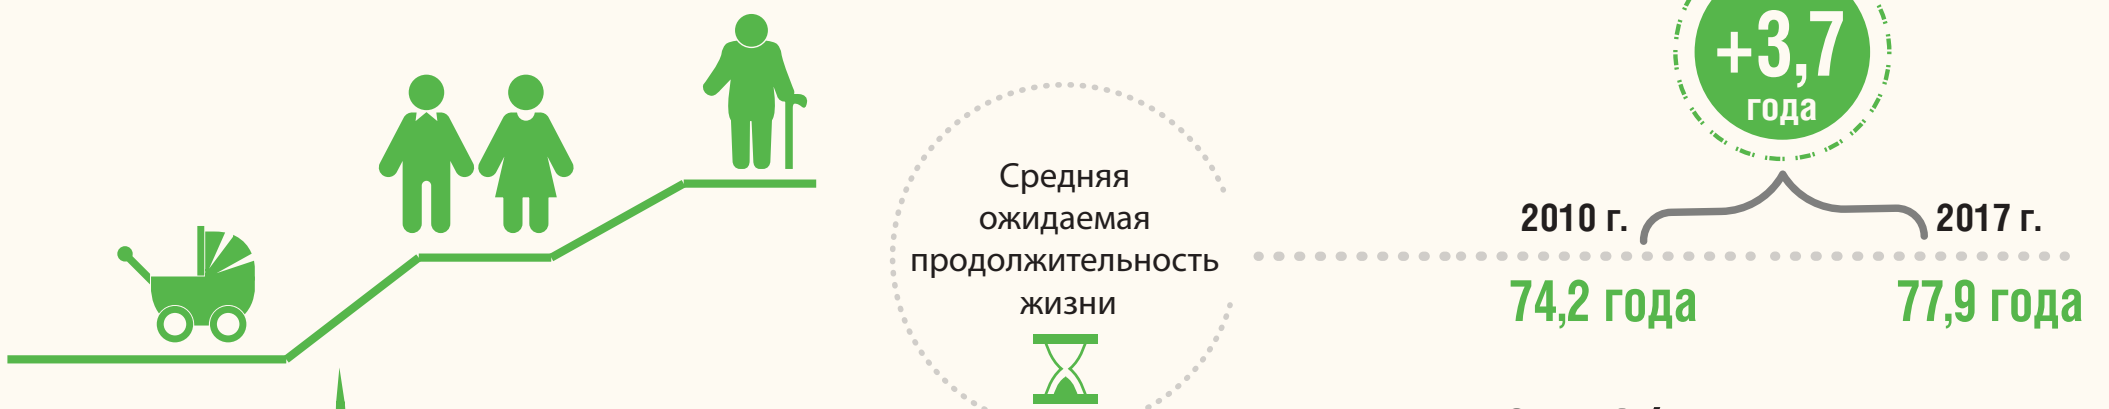 +3,7
года
Средняя
ожидаемая
продолжительность
жизни
2010 г.
2017 г.
74,2 года
77,9 года